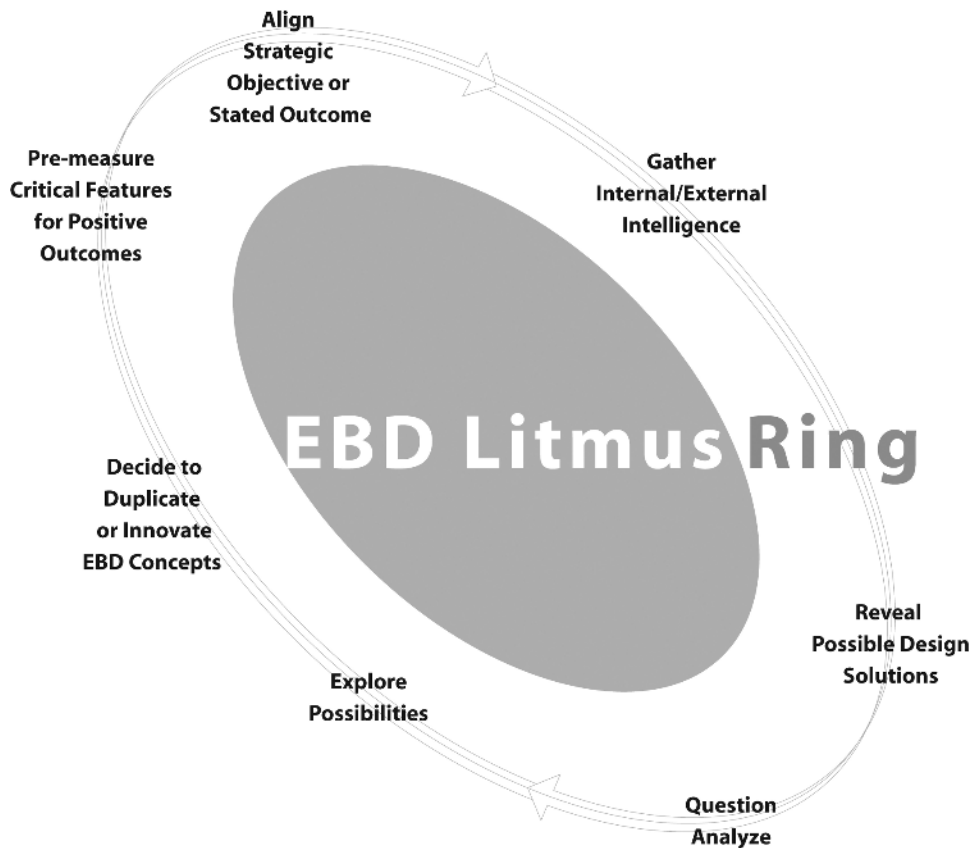 Align
Strategic
Objective or
Stated Outcome
Gather
Internal/External
Intelligence
Reveal
Possible Design
Solutions
Question
Analyze
Explore
Possibilities
Decide to
Duplicate
or Innovate
EBD Concepts
Pre-measure
Critical Features
for Positive
Outcomes
EBD Litmus Ring